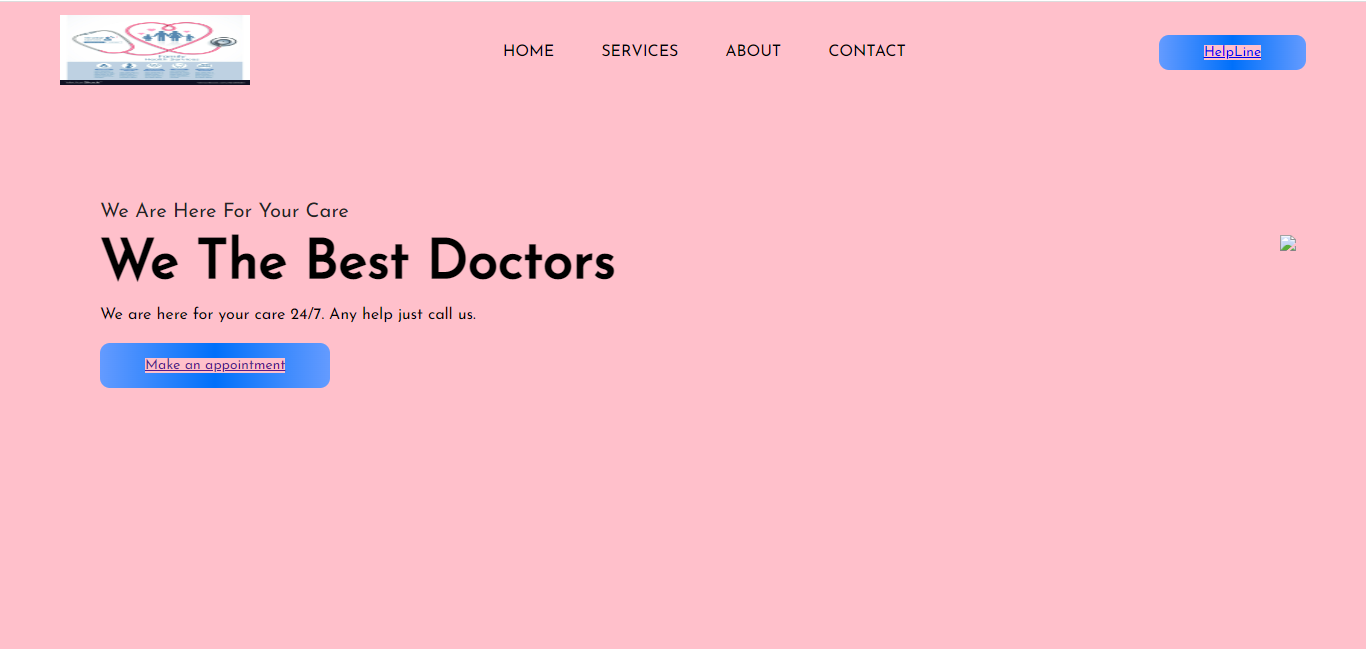 HOME SERVICES ABOUT CONTACT HelpLine
We Are Here For Your Care
We The Best Doctors
We are here for your care 24/7. Any help just call us.
Make an appointment